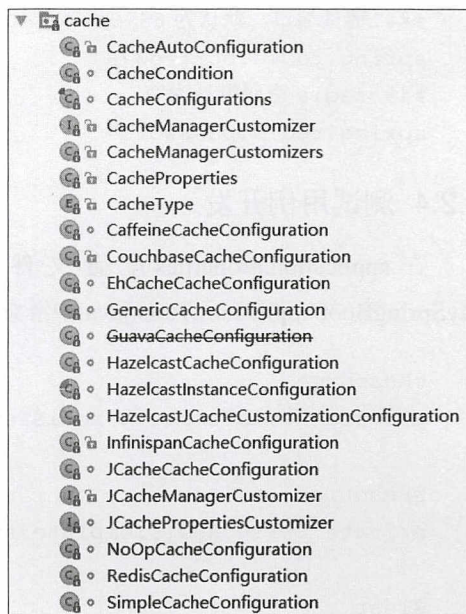 cache
CacheAutoConfiguration
CacheCondition
CacheConfigurations
CacheManagerCustomizer
CacheManagerCustomizers
CacheProperties
CacheType
CaffeineCacheConfiguration
CouchbaseCacheConfiguration
EhCacheCacheConfiguration
GenericCacheConfiguration
GuavaCacheConfiguration
HazelcastCacheConfiguration
HazelcastInstanceConfiguration
HazelcastJCacheCustomizationConfiguration
InfinispanCacheConfiguration
JCacheCacheConfiguration
JCacheManagerCustomizer
JCachePropertiesCustomizer
NoOpCacheConfiguration
RedisCacheConfiguration
SimpleCacheConfiguration